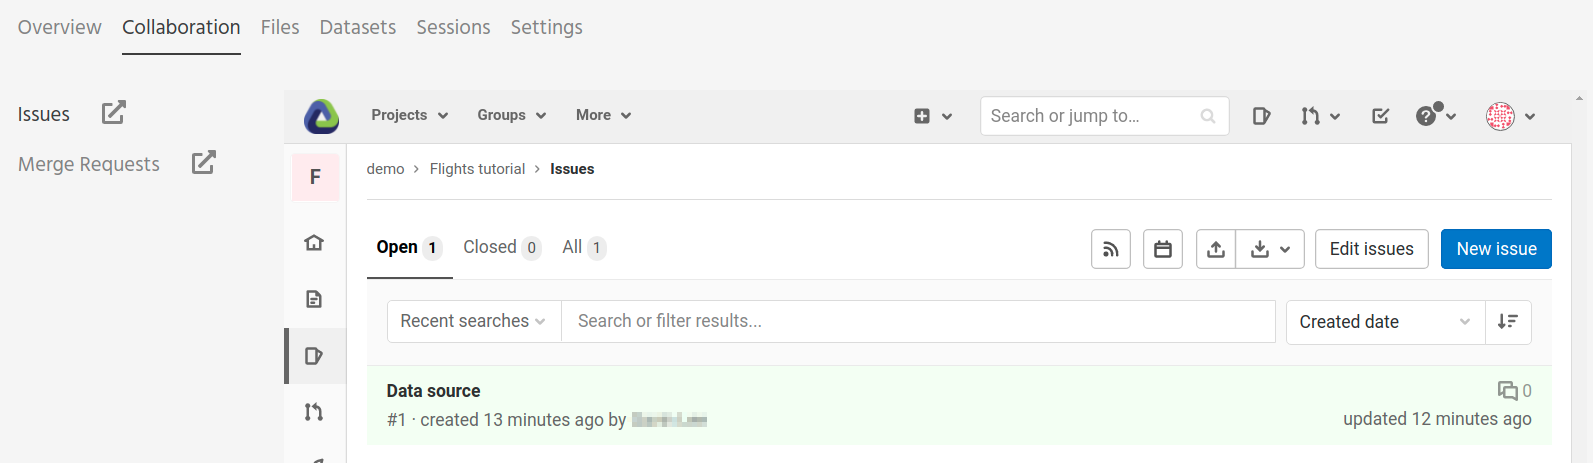 Overview Collaboration Files Datasets Sessions Settings
Issues
Merge Requests
Projects Groups More Search or jump to...
F
demo > Flights tutorial > Issues
Open 1 Closed 0 All 1 Edit issues New issue
Recent searches Search or filter results... Created date
Data source 0
#1 · created 13 minutes ago by
updated 12 minutes ago